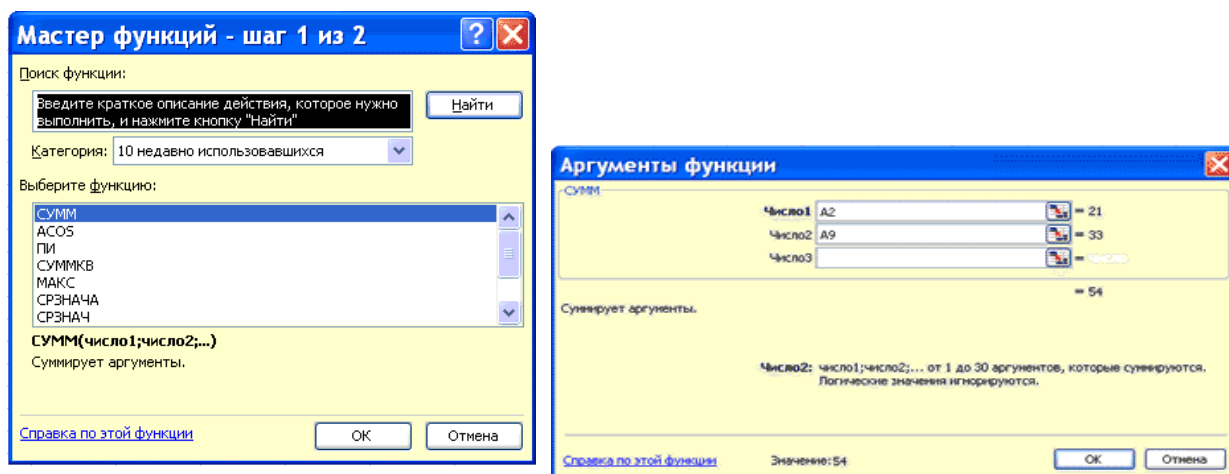 Мастер функций - шаг 1 из 2
Поиск функции:
Введите краткое описание действия, которое нужно
выполнить, и нажмите кнопку "Найти"
Найти
Категория: 10 недавно использовавшихся
Выберите функцию:
СУММ
ACOS
ПИ
СУММКВ
МАКС
СРЗНАЧА
СРЗНАЧ
СУММ(число1;число2;...)
Суммирует аргументы.
Справка по этой функции
ОК
Отмена
Аргументы функции
СУММ
Число1 A2 = 21
Число2 A9 = 33
Число3 =
= 54
Суммирует аргументы.
Число2: число1;число2;... от 1 до 30 аргументов, которые суммируются.
Логические значения игнорируются.
Справка по этой функции
Значение:54
ОК
Отмена